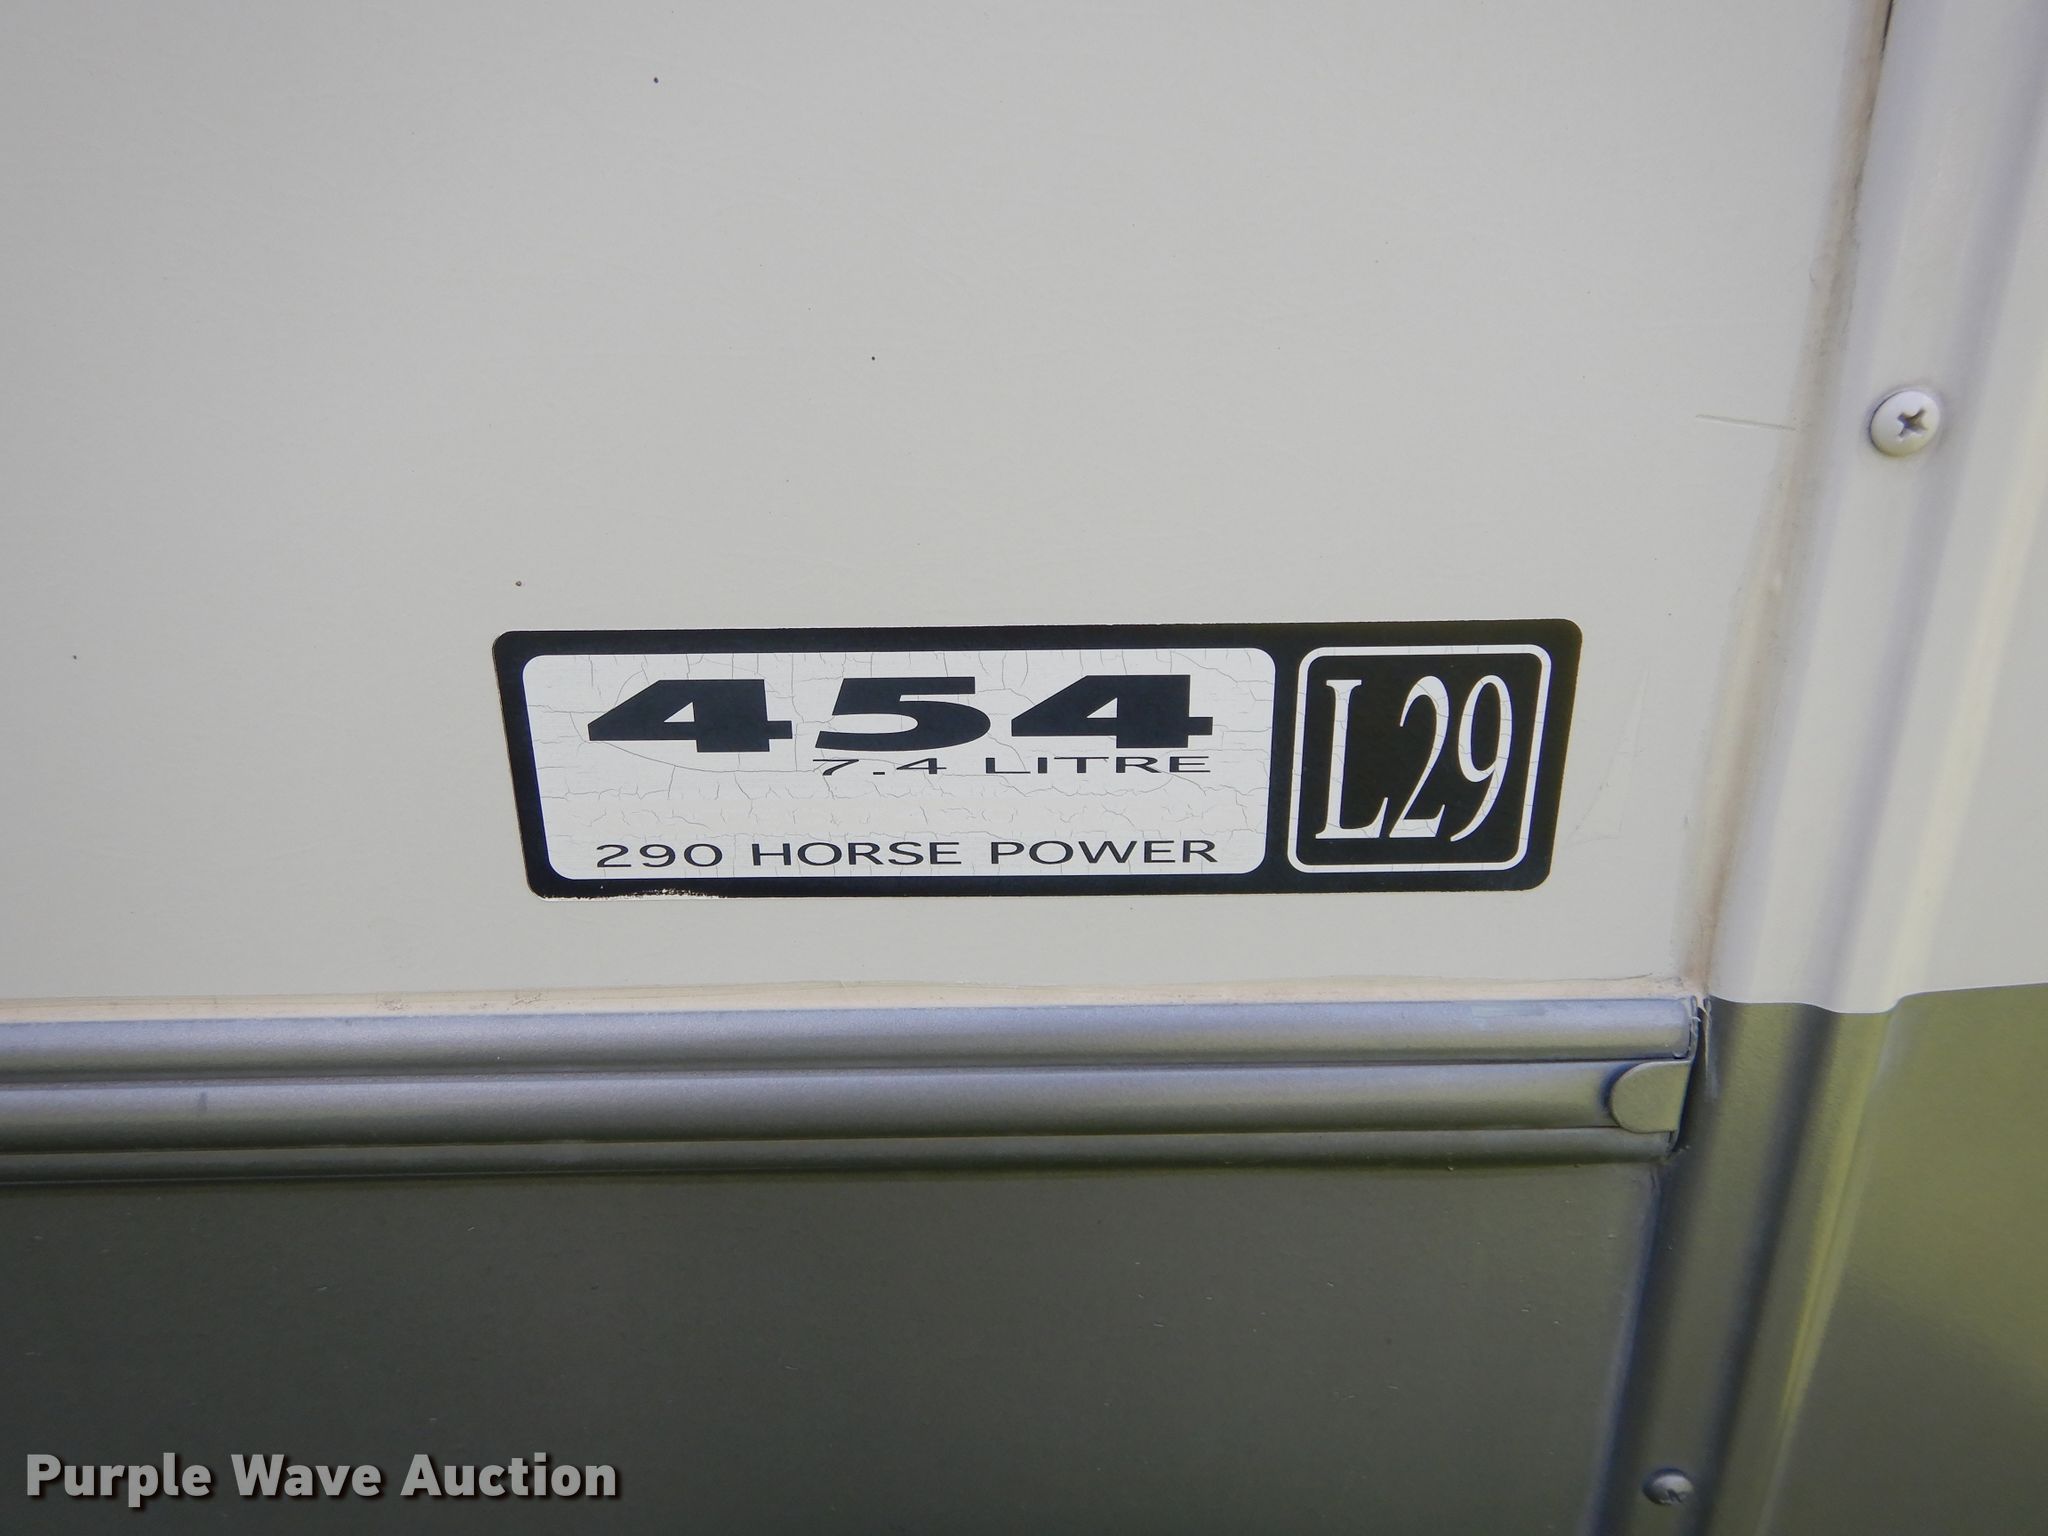 454
7.4 LITRE
290 HORSE POWER
L29
Purple Wave Auction